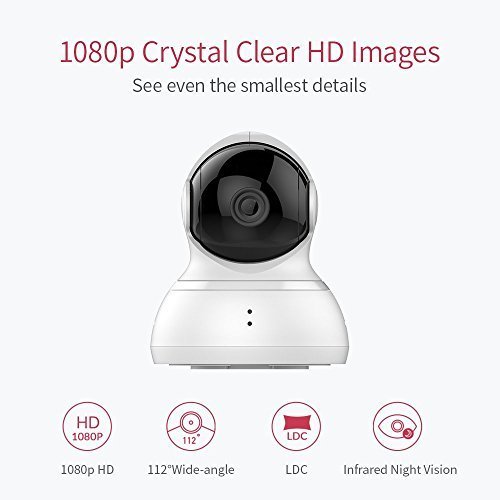 1080p Crystal Clear HD Images
See even the smallest details
HD
1080P
112°
LDC
1080p HD
112°Wide-angle
LDC
Infrared Night Vision